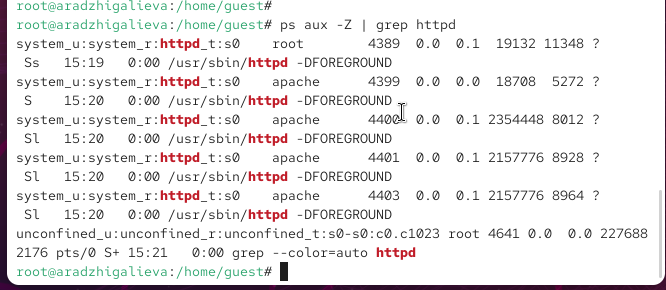 root@aradzhigalieva:/home/guest#
root@aradzhigalieva:/home/guest# ps aux -Z | grep httpd
system_u:system_r:httpd_t:s0    root       4389  0.0  0.1  19132 11348 ?
 Ss   15:19   0:00 /usr/sbin/httpd -DFOREGROUND
system_u:system_r:httpd_t:s0    apache     4399  0.0  0.0  18708  5272 ?
 S    15:20   0:00 /usr/sbin/httpd -DFOREGROUND
system_u:system_r:httpd_t:s0    apache     4400  0.0  0.1 2354448 8012 ?
 Sl   15:20   0:00 /usr/sbin/httpd -DFOREGROUND
system_u:system_r:httpd_t:s0    apache     4401  0.0  0.1 2157776 8928 ?
 Sl   15:20   0:00 /usr/sbin/httpd -DFOREGROUND
system_u:system_r:httpd_t:s0    apache     4403  0.0  0.1 2157776 8964 ?
 Sl   15:20   0:00 /usr/sbin/httpd -DFOREGROUND
unconfined_u:unconfined_r:unconfined_t:s0-s0:c0.c1023 root 4641 0.0  0.0 227688
2176 pts/0 S+ 15:21   0:00 grep --color=auto httpd
root@aradzhigalieva:/home/guest#